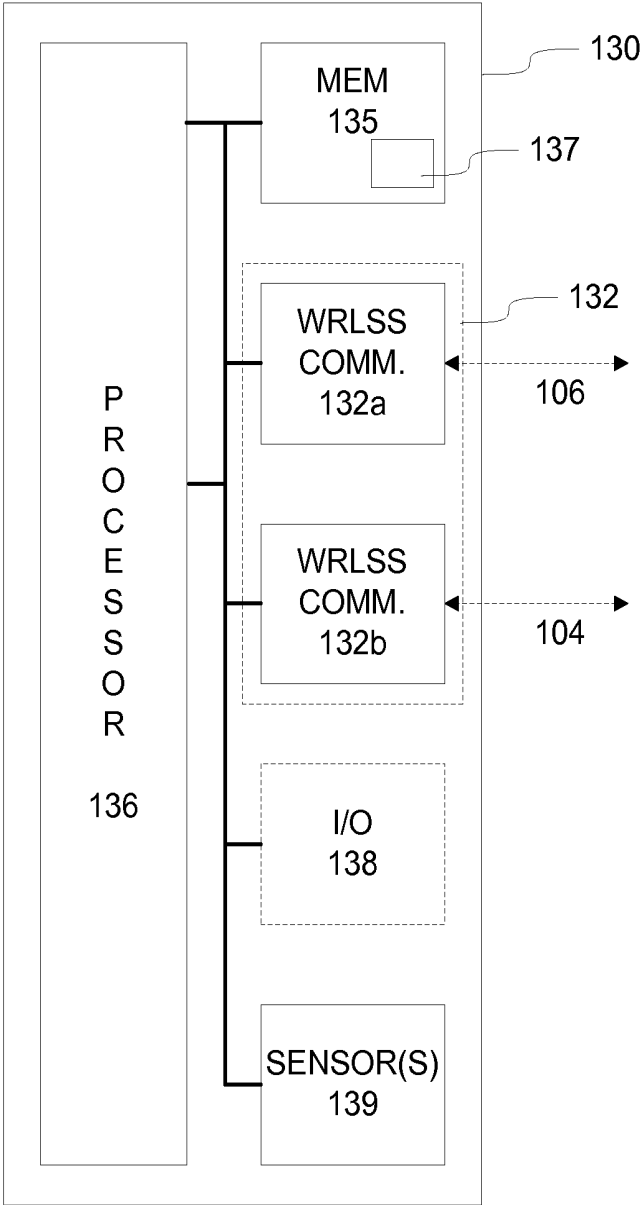 MEM
135
130
137
132
WRLSS
COMM.
132a
106
WRLSS
COMM.
132b
104
P
R
O
C
E
S
S
O
R
136
I/O
138
SENSOR(S)
139